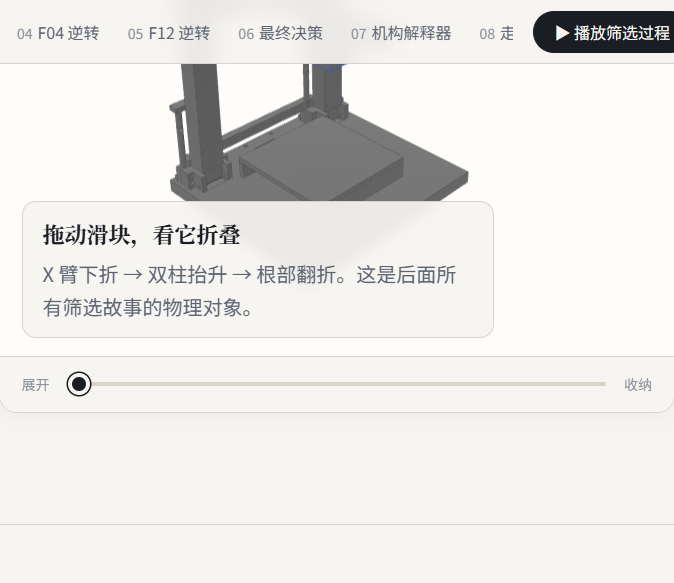 04 F04 逆转
05 F12 逆转
06 最终决策
07 机构解释器
08 走
▶ 播放筛选过程
拖动滑块，看它折叠
X 臂下折 → 双柱抬升 → 根部翻折。这是后面所
有筛选故事的物理对象。
展开
收纳